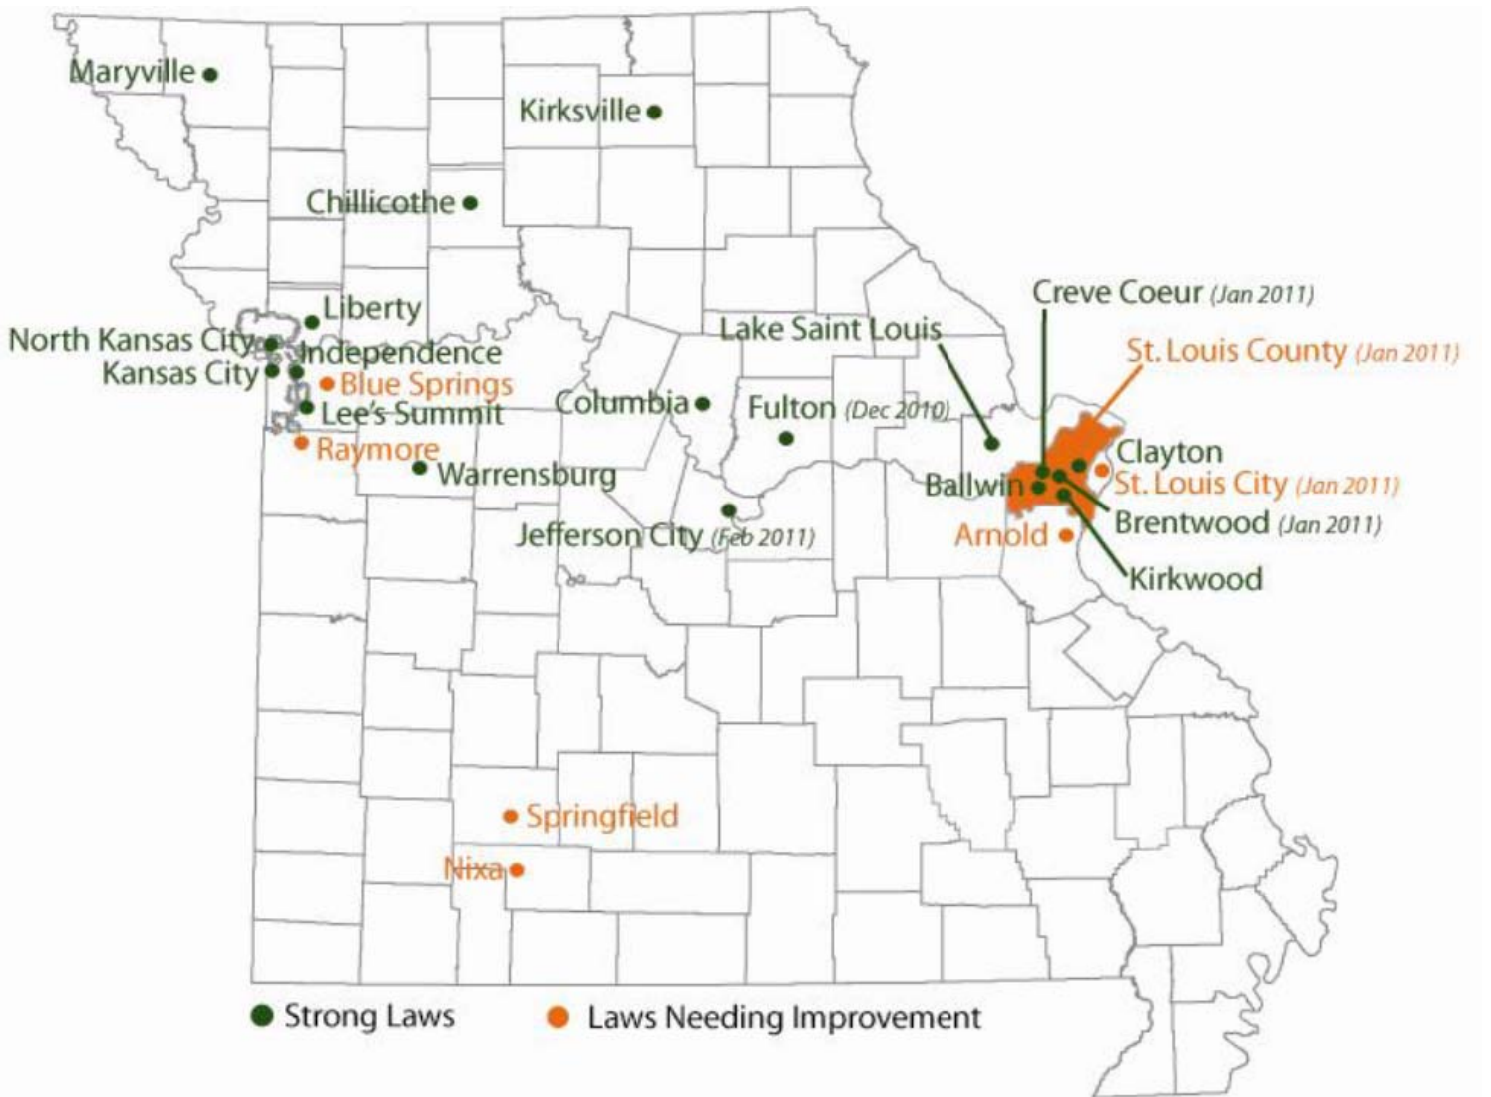 Maryville
Kirksville
Chillicothe
Creve Coeur (Jan 2011)
Liberty
Lake Saint Louis
North Kansas City
Independence
St. Louis County (Jan 2011)
Kansas City
Blue Springs
Lee's Summit
Columbia
Fulton (Dec 2010)
Raymore
Clayton
Warrensburg
Ballwin
St. Louis City (Jan 2011)
Jefferson City (Feb 2011)
Arnold
Brentwood (Jan 2011)
Kirkwood
Springfield
Nixa
Strong Laws
Laws Needing Improvement